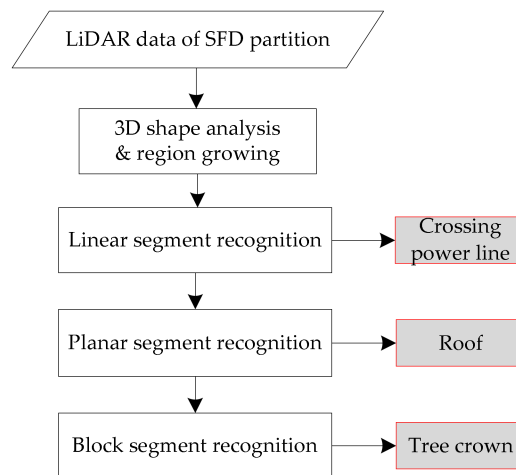 LiDAR data of SFD partition
3D shape analysis
& region growing
Linear segment recognition
Crossing
power line
Planar segment recognition
Roof
Block segment recognition
Tree crown